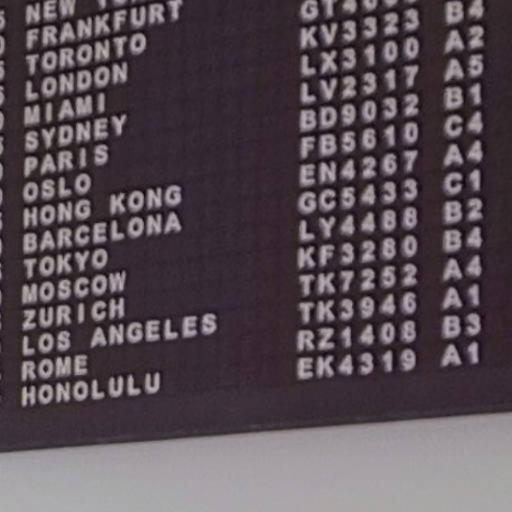 NEW
FRANKFURT
TORONTO
LONDON KV3323 B4
MIAMI LX3100 A2
SYDNEY LV2317 A5
PARIS BD9032 B1
OSLO FB5610 C4
HONG KONG EN4267 A4
BARCELONA GC5433 C1
TOKYO LY4488 B2
MOSCOW KF3280 B4
ZURICH TK7252 A4
LOS ANGELES TK3946 A1
ROME RZ1408 B3
HONOLULU EK4319 A1